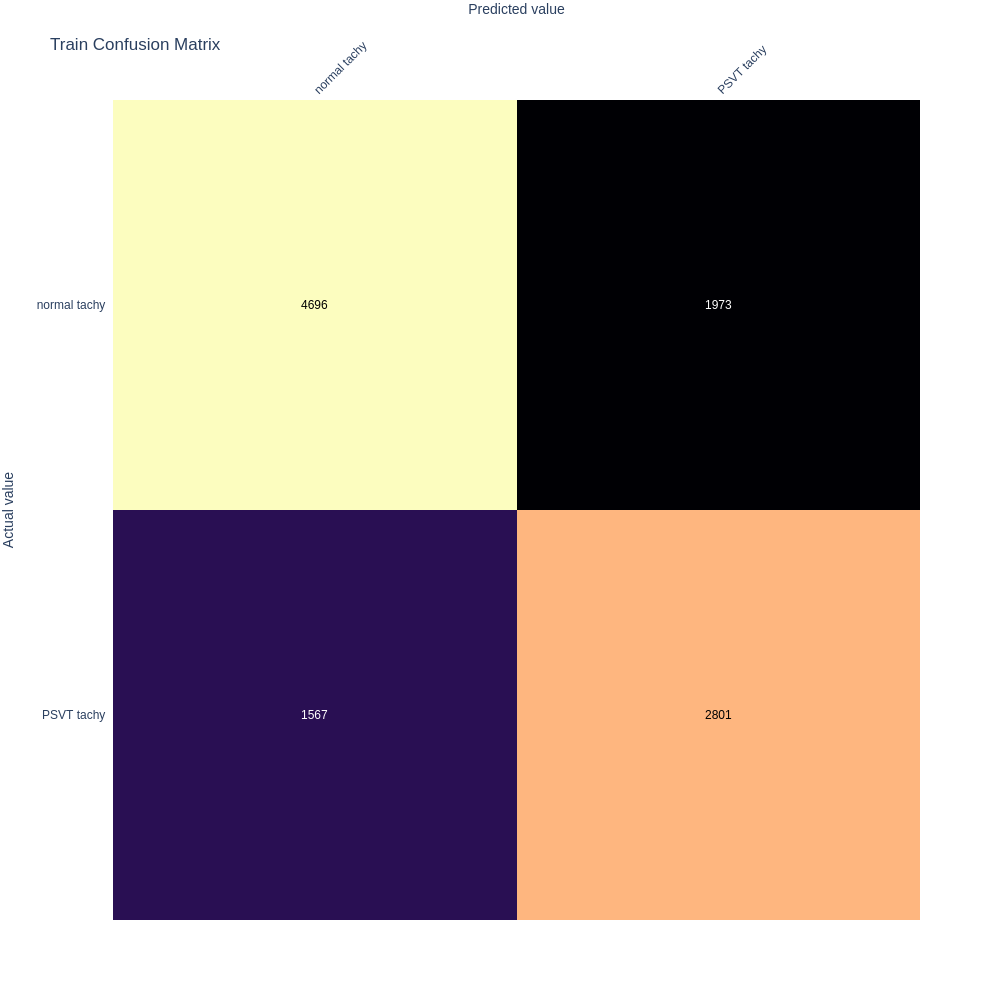 Predicted value
Train Confusion Matrix
normal tachy
PSVT tachy
normal tachy
4696
1973
Actual value
PSVT tachy
1567
2801